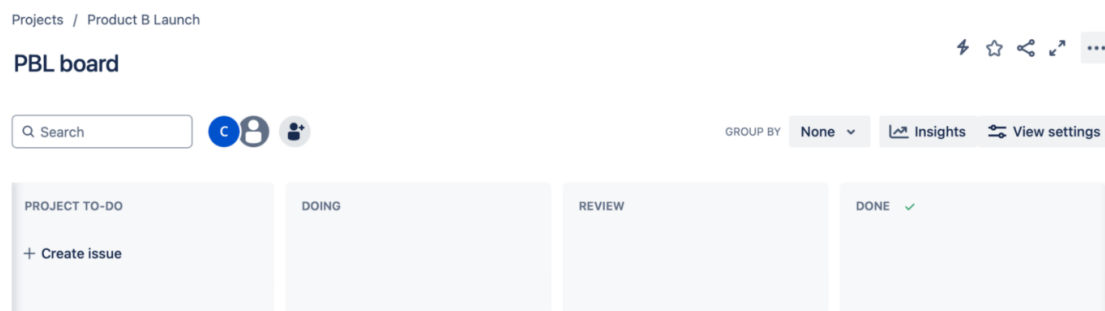 Projects / Product B Launch
PBL board
Search
C
GROUP BY None Insights View settings
PROJECT TO-DO
DOING
REVIEW
DONE
+ Create issue